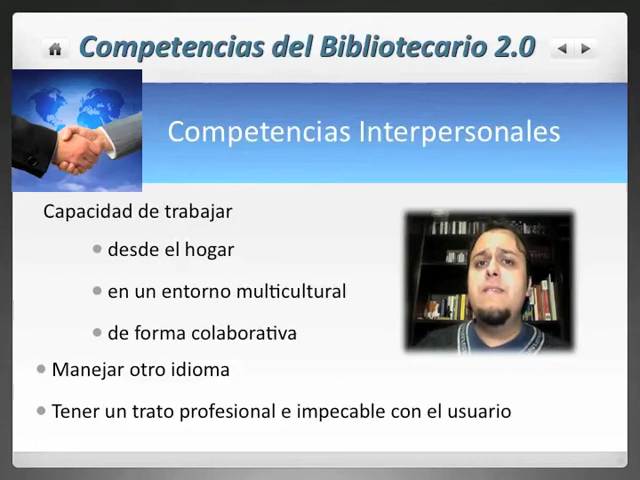 Competencias del Bibliotecario 2.0
Competencias Interpersonales
Capacidad de trabajar
desde el hogar
en un entorno multicultural
de forma colaborativa
Manejar otro idioma
Tener un trato profesional e impecable con el usuario